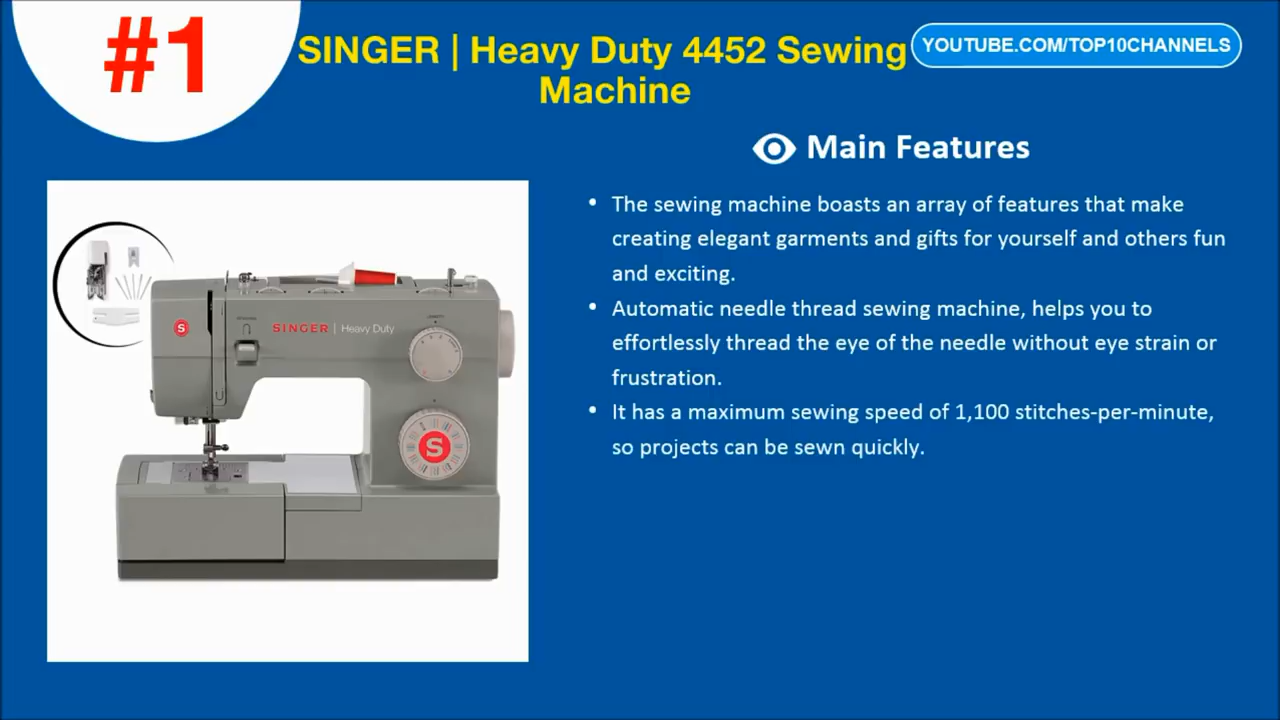 #1
SINGER | Heavy Duty 4452 Sewing
Machine
YOUTUBE.COM/TOP10CHANNELS
Main Features
• The sewing machine boasts an array of features that make
creating elegant garments and gifts for yourself and others fun
and exciting.
• Automatic needle thread sewing machine, helps you to
effortlessly thread the eye of the needle without eye strain or
frustration.
• It has a maximum sewing speed of 1,100 stitches-per-minute,
so projects can be sewn quickly.
S
SINGER | Heavy Duty
S